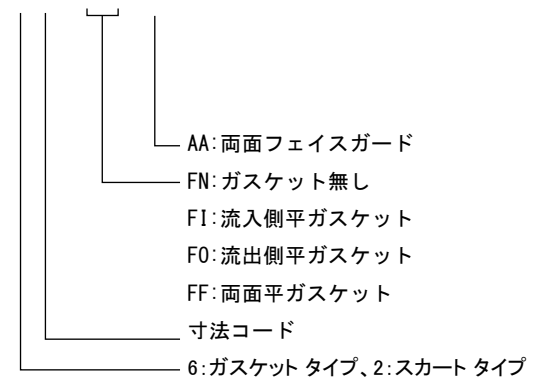 AA:両面フェイスガード
FN:ガスケット無し
FI:流入側平ガスケット
FO:流出側平ガスケット
FF:両面平ガスケット
寸法コード
6:ガスケット タイプ、2:スカート タイプ